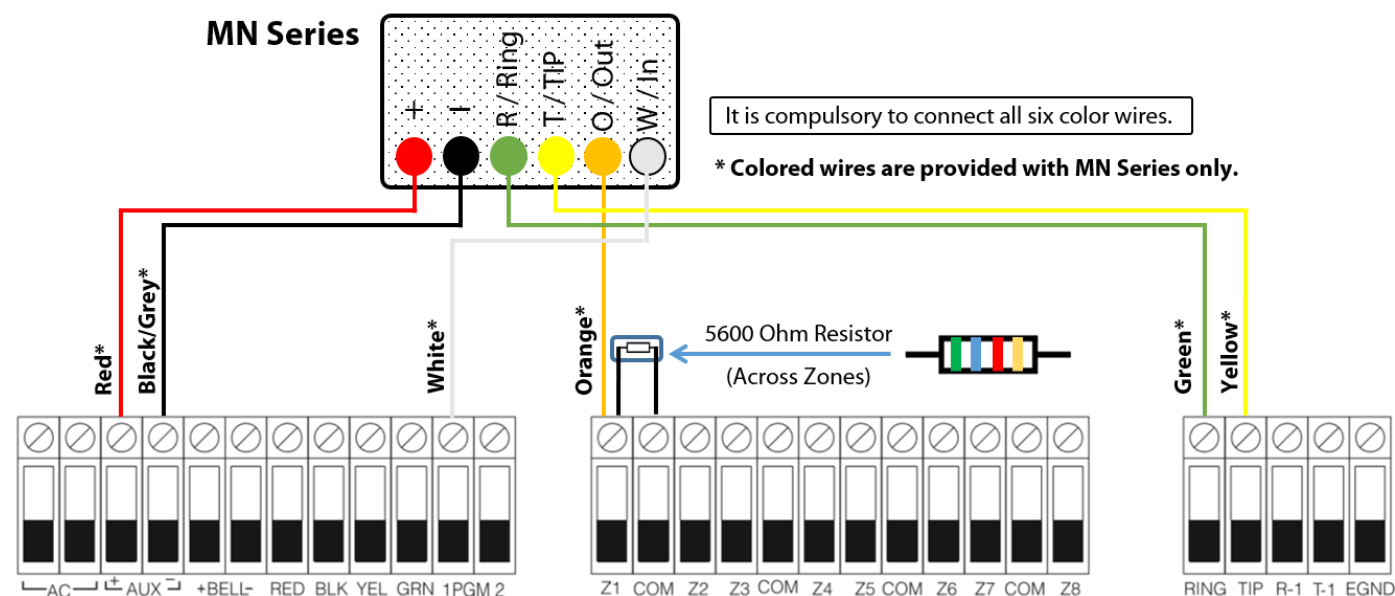 MN Series
+
−
R / Ring
T / TIP
O / Out
W / In
It is compulsory to connect all six color wires.
* Colored wires are provided with MN Series only.
Red*
Black/Grey*
White*
Orange*
5600 Ohm Resistor
(Across Zones)
Green*
Yellow*
AC + AUX − +BELL- RED BLK YEL GRN 1PGM 2
Z1 COM Z2 Z3 COM Z4 Z5 COM Z6 Z7 COM Z8
RING TIP R-1 T-1 EGND